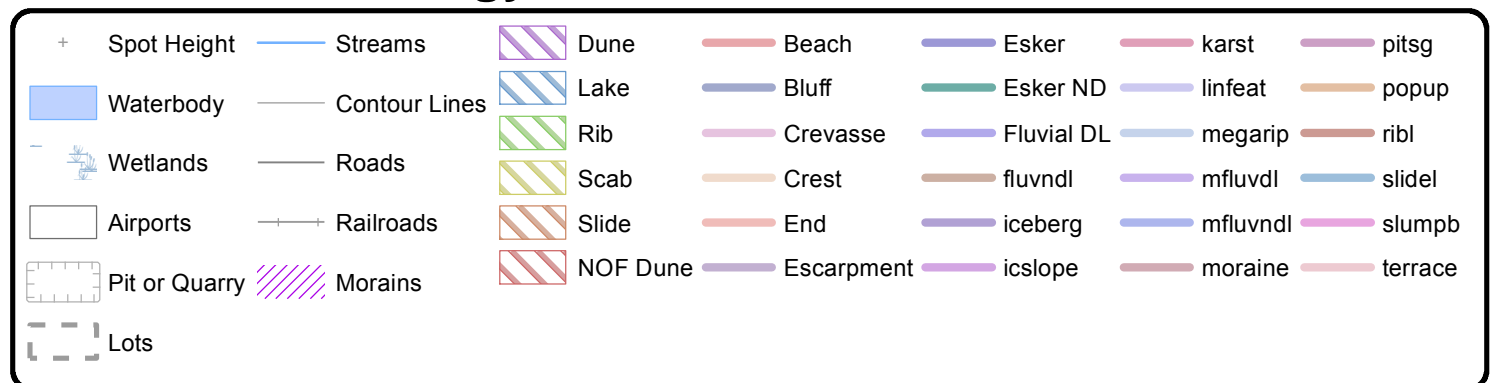 gy
Spot Height
Waterbody
Wetlands
Airports
Pit or Quarry
Lots
Streams
Contour Lines
Roads
Railroads
Morains
Dune
Lake
Rib
Scab
Slide
NOF Dune
Beach
Bluff
Crevasse
Crest
End
Escarpment
Esker
Esker ND
Fluvial DL
fluvndl
iceberg
icslope
karst
linfeat
megarip
mfluvdl
mfluvndl
moraine
pitsg
popup
ribl
slidel
slumpb
terrace